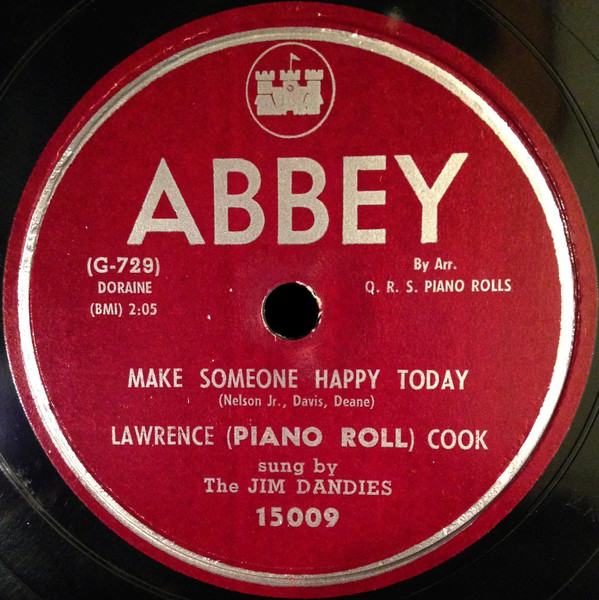 ABBEY
(G-729)
DORAINE
(BMI) 2:05
By Arr.
Q. R. S. PIANO ROLLS
MAKE SOMEONE HAPPY TODAY
(Nelson Jr., Davis, Deane)
LAWRENCE (PIANO ROLL) COOK
sung by
The JIM DANDIES
15009